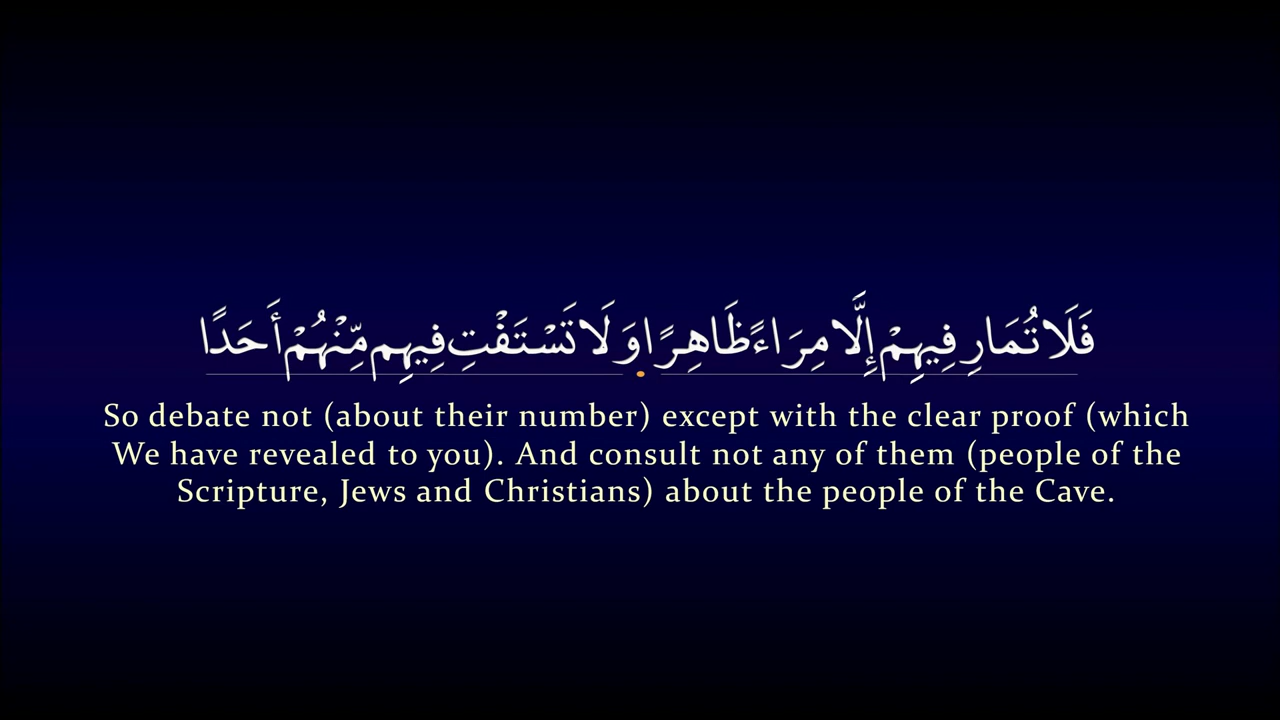 فَلَا تُمَارِ فِيهِمْ إِلَّا مِرَاءً ظَاهِرًا وَلَا تَسْتَفْتِ فِيهِم مِّنْهُمْ أَحَدًا
So debate not (about their number) except with the clear proof (which
We have revealed to you). And consult not any of them (people of the
Scripture, Jews and Christians) about the people of the Cave.